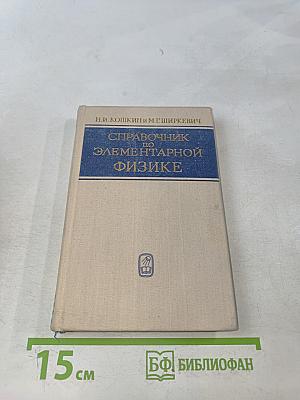 Н.И.КОШКИН и М.Г.ШИРКЕВИЧ
СПРАВОЧНИК
ПО
ЭЛЕМЕНТАРНОЙ
ФИЗИКЕ
15 см
БФ БИБЛИОФАН